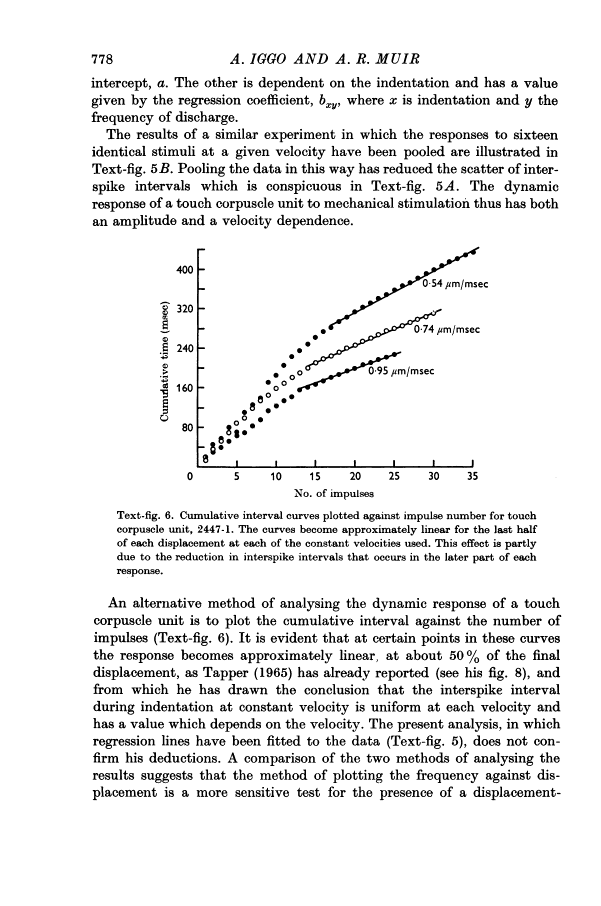 778 A. IGGO AND A. R. MUIR
intercept, a. The other is dependent on the indentation and has a value
given by the regression coefficient, bxy, where x is indentation and y the
frequency of discharge.
The results of a similar experiment in which the responses to sixteen
identical stimuli at a given velocity have been pooled are illustrated in
Text-fig. 5B. Pooling the data in this way has reduced the scatter of inter-
spike intervals which is conspicuous in Text-fig. 5A. The dynamic
response of a touch corpuscle unit to mechanical stimulation thus has both
an amplitude and a velocity dependence.
Cumulative time (msec)
400
320
240
160
80
0·54 μm/msec
0·74 μm/msec
0·95 μm/msec
0 5 10 15 20 25 30 35
No. of impulses
Text-fig. 6. Cumulative interval curves plotted against impulse number for touch
corpuscle unit, 2447·1. The curves become approximately linear for the last half
of each displacement at each of the constant velocities used. This effect is partly
due to the reduction in interspike intervals that occurs in the later part of each
response.
An alternative method of analysing the dynamic response of a touch
corpuscle unit is to plot the cumulative interval against the number of
impulses (Text-fig. 6). It is evident that at certain points in these curves
the response becomes approximately linear, at about 50 % of the final
displacement, as Tapper (1965) has already reported (see his fig. 8), and
from which he has drawn the conclusion that the interspike interval
during indentation at constant velocity is uniform at each velocity and
has a value which depends on the velocity. The present analysis, in which
regression lines have been fitted to the data (Text-fig. 5), does not con-
firm his deductions. A comparison of the two methods of analysing the
results suggests that the method of plotting the frequency against dis-
placement is a more sensitive test for the presence of a displacement-